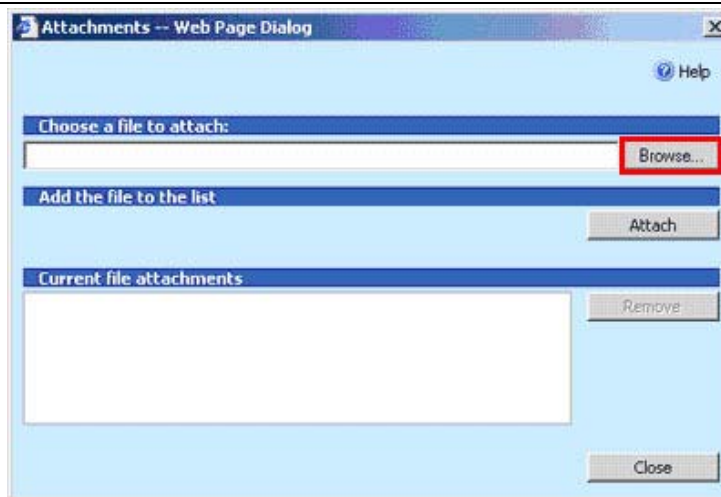 Attachments -- Web Page Dialog
Help
Choose a file to attach:
Browse...
Add the file to the list
Attach
Current file attachments
Remove
Close